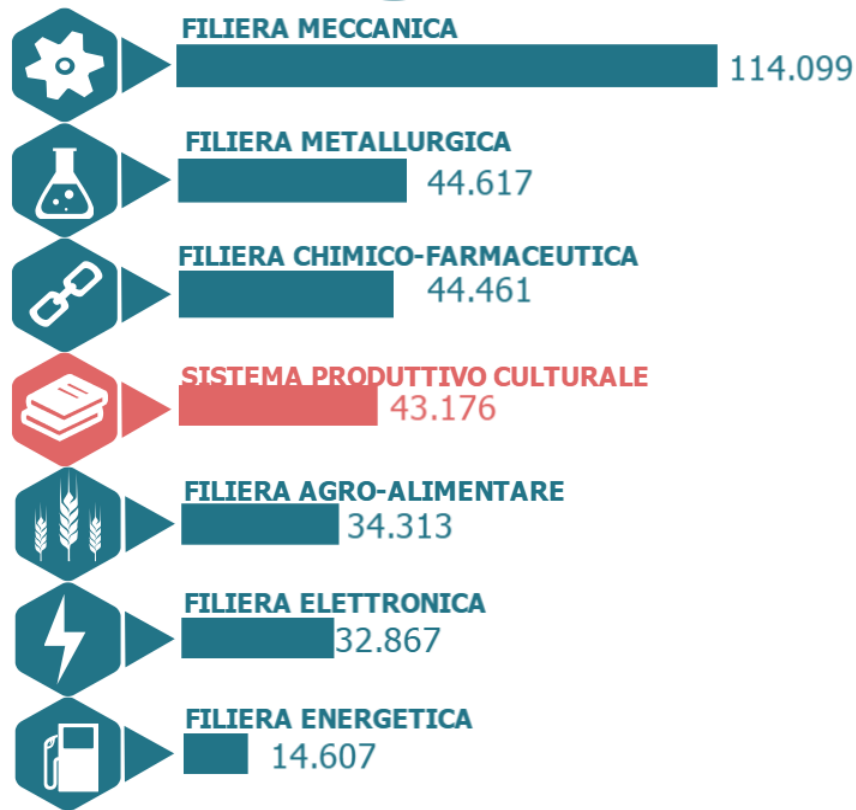 FILIERA MECCANICA
114.099
FILIERA METALLURGICA
44.617
FILIERA CHIMICO-FARMACEUTICA
44.461
SISTEMA PRODUTTIVO CULTURALE
43.176
FILIERA AGRO-ALIMENTARE
34.313
FILIERA ELETTRONICA
32.867
FILIERA ENERGETICA
14.607